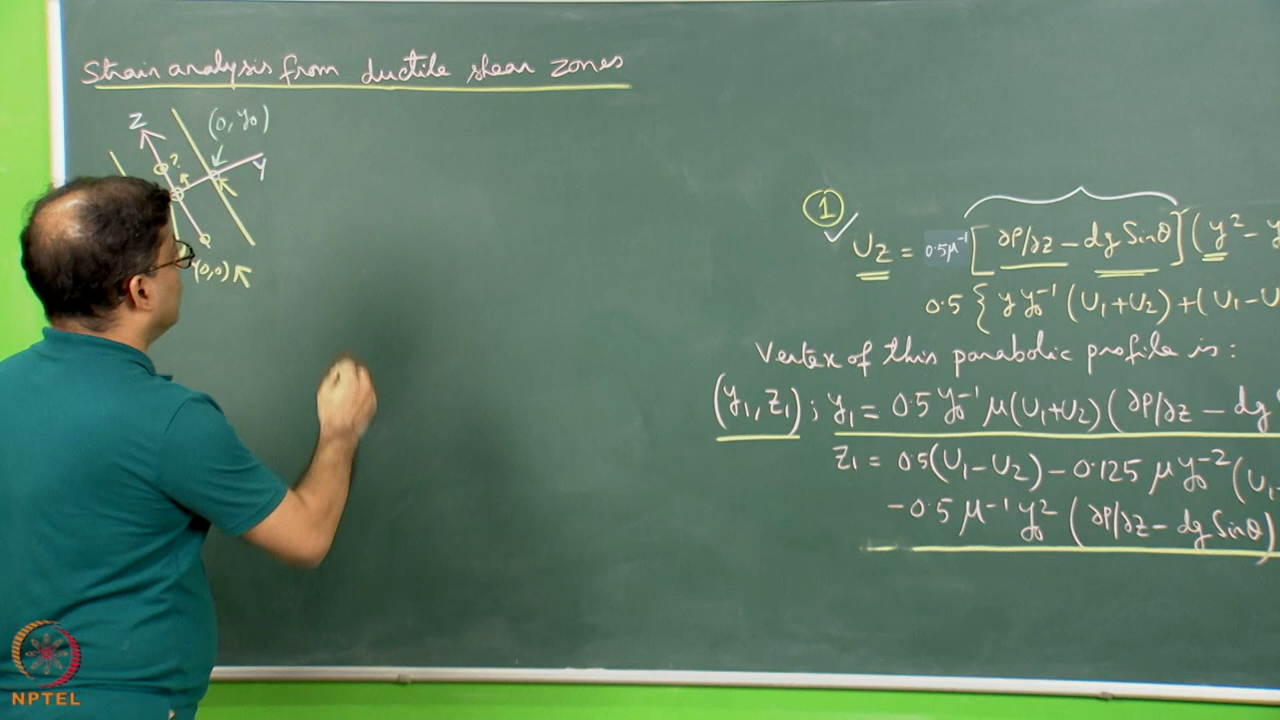 Strain analysis from ductile shear zones
Z
(0, y₀)
?
Y
(0,0)
1
U_Z = 0.5μ⁻¹ [∂P/∂Z - dg Sinθ] (y² - y
0.5 { y y₀⁻¹ (U₁+U₂) + (U₁-U
Vertex of this parabolic profile is:
(y₁, Z₁); y₁ = 0.5 y₀⁻¹ μ(U₁+U₂) (∂P/∂Z - dg
Z₁ = 0.5(U₁-U₂) - 0.125 μ y₀⁻² (U₁
-0.5 μ⁻¹ y₀² (∂P/∂Z - dg Sinθ)
NPTEL